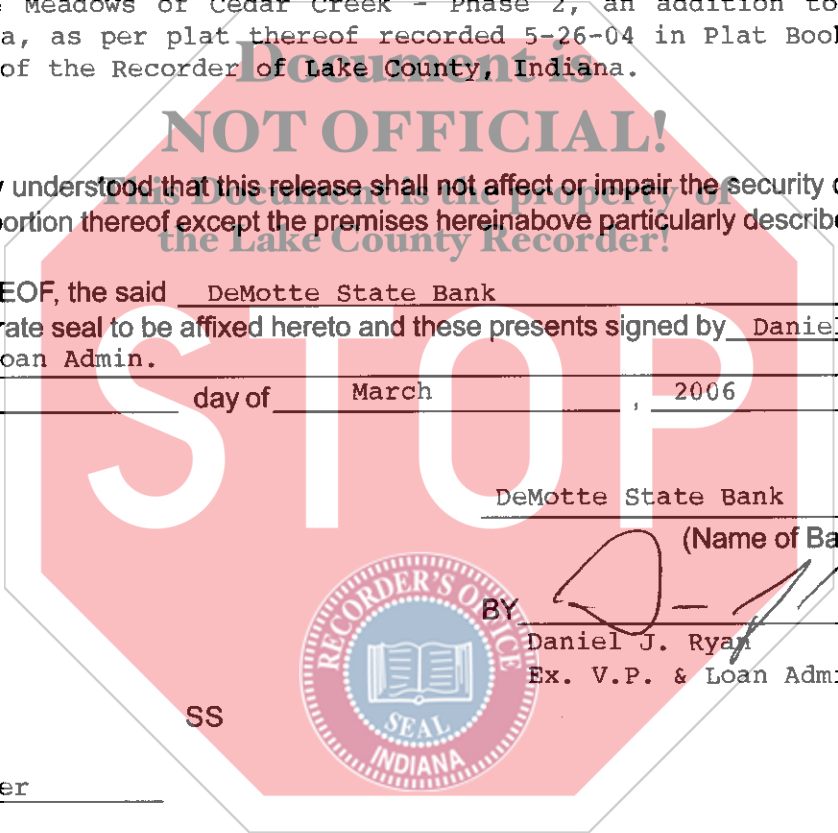 Meadows of Cedar Creek - Phase 2, an addition to
a, as per plat thereof recorded 5-26-04 in Plat Boo
of the Recorder of Lake County, Indiana.
Document is
NOT OFFICIAL!
This Document is the property of
the Lake County Recorder!
understood that this release shall not affect or impair the security o
ortion thereof except the premises hereinabove particularly describe
EOF, the said DeMotte State Bank
rate seal to be affixed hereto and these presents signed by Daniel
oan Admin.
day of March, 2006
STOP
DeMotte State Bank
(Name of Ba
BY
Daniel J. Ryan
Ex. V.P. & Loan Admi
RECORDER'S OFFICE
SEAL
INDIANA
SS
er